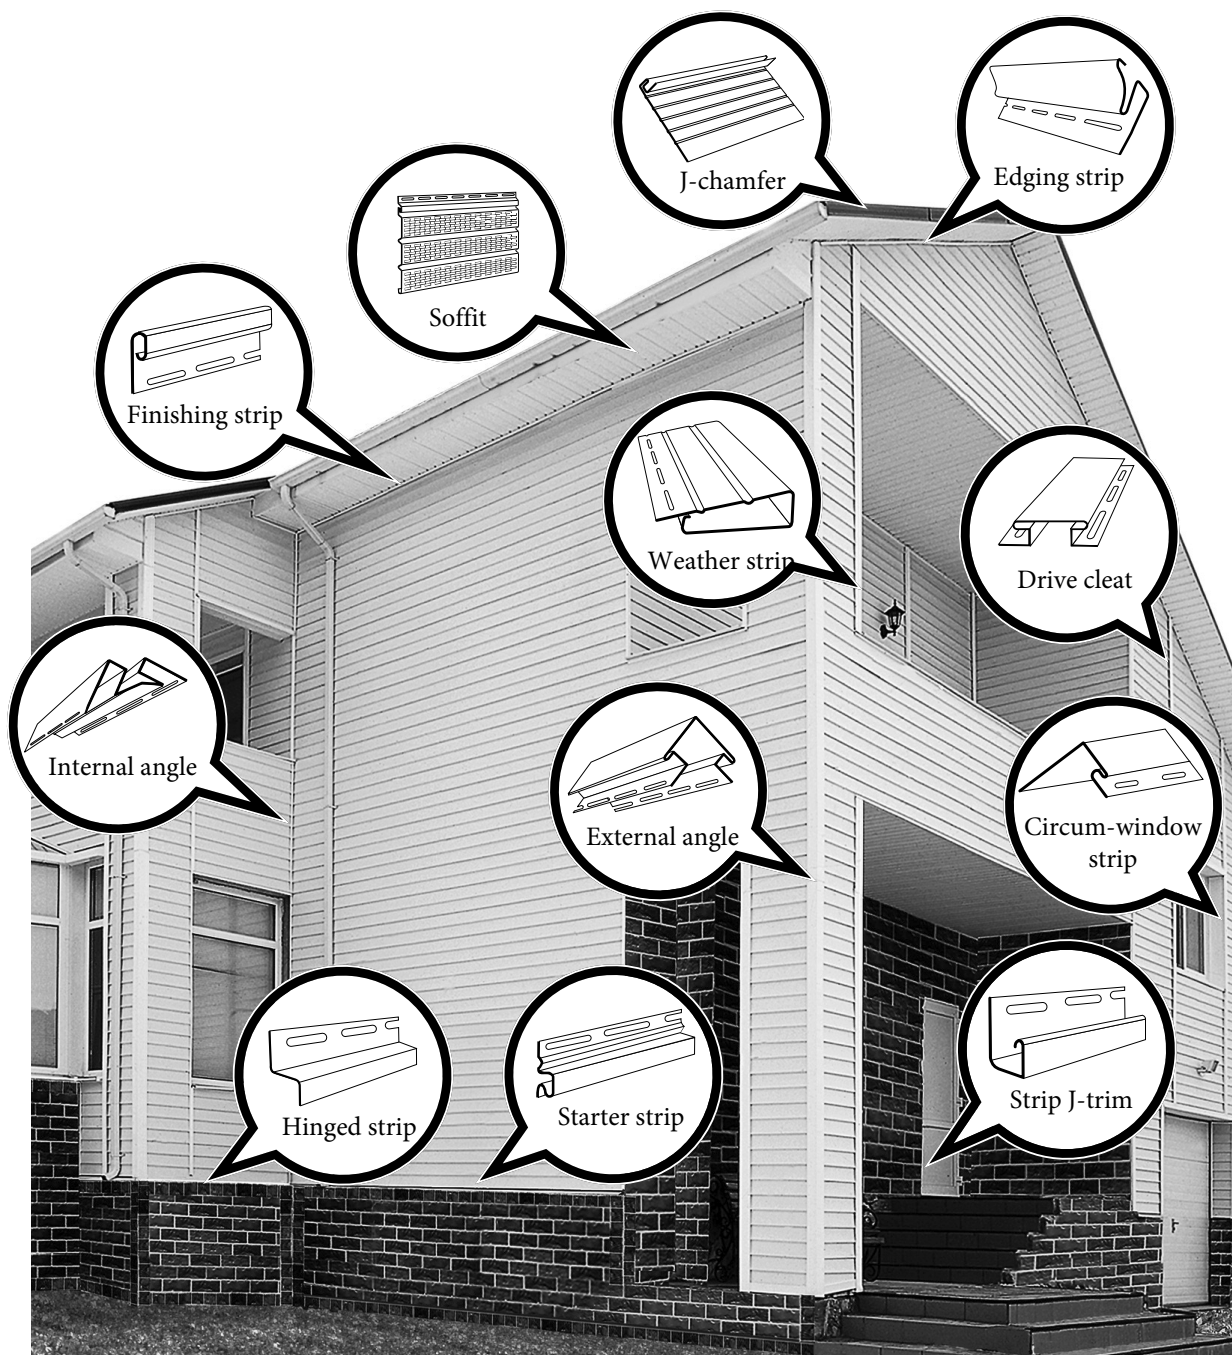 J-chamfer
Edging strip
Soffit
Finishing strip
Weather strip
Drive cleat
Internal angle
External angle
Circum-window
strip
Hinged strip
Starter strip
Strip J-trim